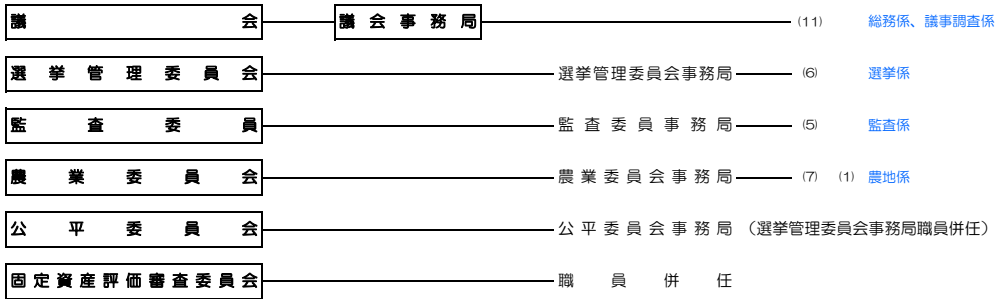 議会 議会事務局 (11) 総務係、議事調査係
選挙管理委員会 選挙管理委員会事務局 (6) 選挙係
監査委員 監査委員事務局 (5) 監査係
農業委員会 農業委員会事務局 (7) (1) 農地係
公平委員会 公平委員会事務局 (選挙管理委員会事務局職員併任)
固定資産評価審査委員会 職員併任